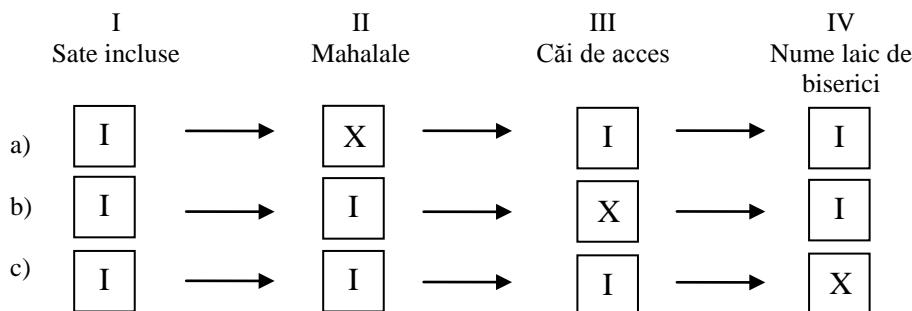 I II III IV
Sate incluse Mahalale Căi de acces Nume laic de
biserici
a) I X I I
b) I I X I
c) I I I X